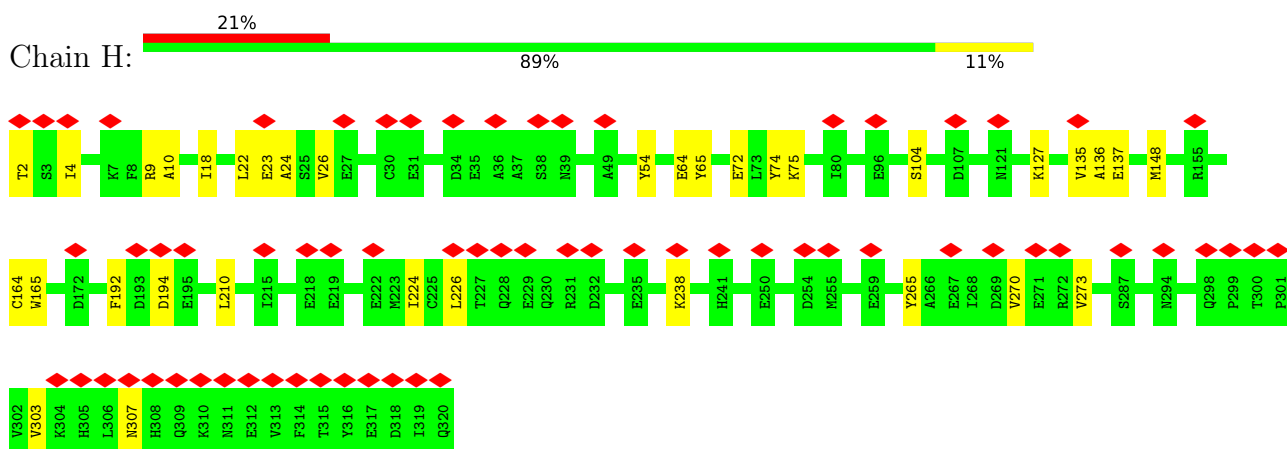 21%
Chain H:
89% 11%
T2 S3 I4 K7 F8 R9 A10 I18 L22 E23 A24 S25 V26 E27 C30 E31 D34 E35 A36 A37 S38 N39 A49 Y54 E64 Y65 E72 L73 Y74 K75 I80 E96 S104 D107 N121 K127 V135 A136 E137 M148 R155
C164 W165 D172 F192 D193 D194 E195 L210 I215 E218 E219 E222 M223 I224 C225 L226 T227 Q228 E229 Q230 R231 D232 E235 K238 H241 E250 D254 M255 E259 Y265 A266 E267 I268 D269 V270 E271 R272 V273 S287 N294 Q298 P299 T300 P301
V302 V303 K304 H305 L306 N307 H308 Q309 K310 N311 E312 V313 F314 T315 Y316 E317 D318 I319 Q320